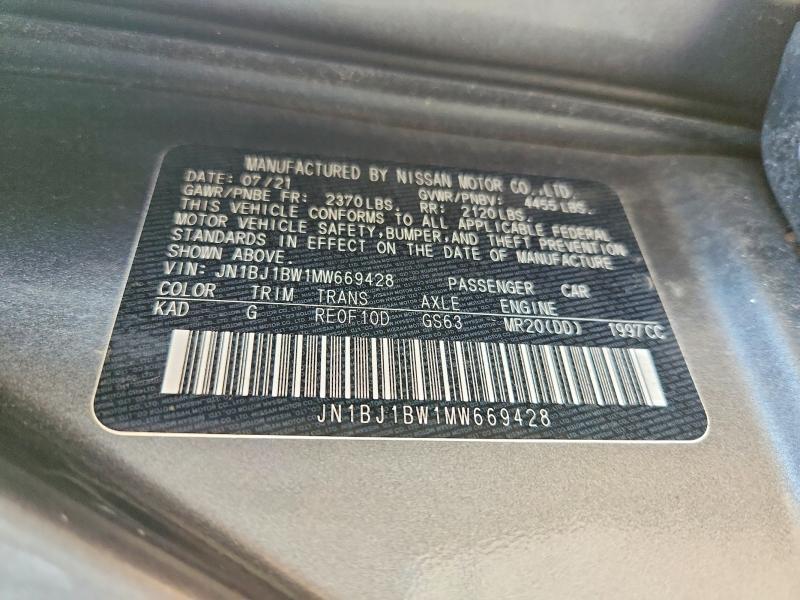 MANUFACTURED BY NISSAN MOTOR CO.,LTD.
DATE: 07/21 GVWR/PNBV: 4455LBS.
GAWR/PNBE FR: 2370LBS. RR: 2120LBS.
THIS VEHICLE CONFORMS TO ALL APPLICABLE FEDERAL
MOTOR VEHICLE SAFETY,BUMPER,AND THEFT PREVENTION
STANDARDS IN EFFECT ON THE DATE OF MANUFACTURE
SHOWN ABOVE.
VIN: JN1BJ1BW1MW669428 PASSENGER CAR
COLOR TRIM TRANS AXLE ENGINE
KAD G RE0F10D GS63 MR20(DD) 1997CC
JN1BJ1BW1MW669428